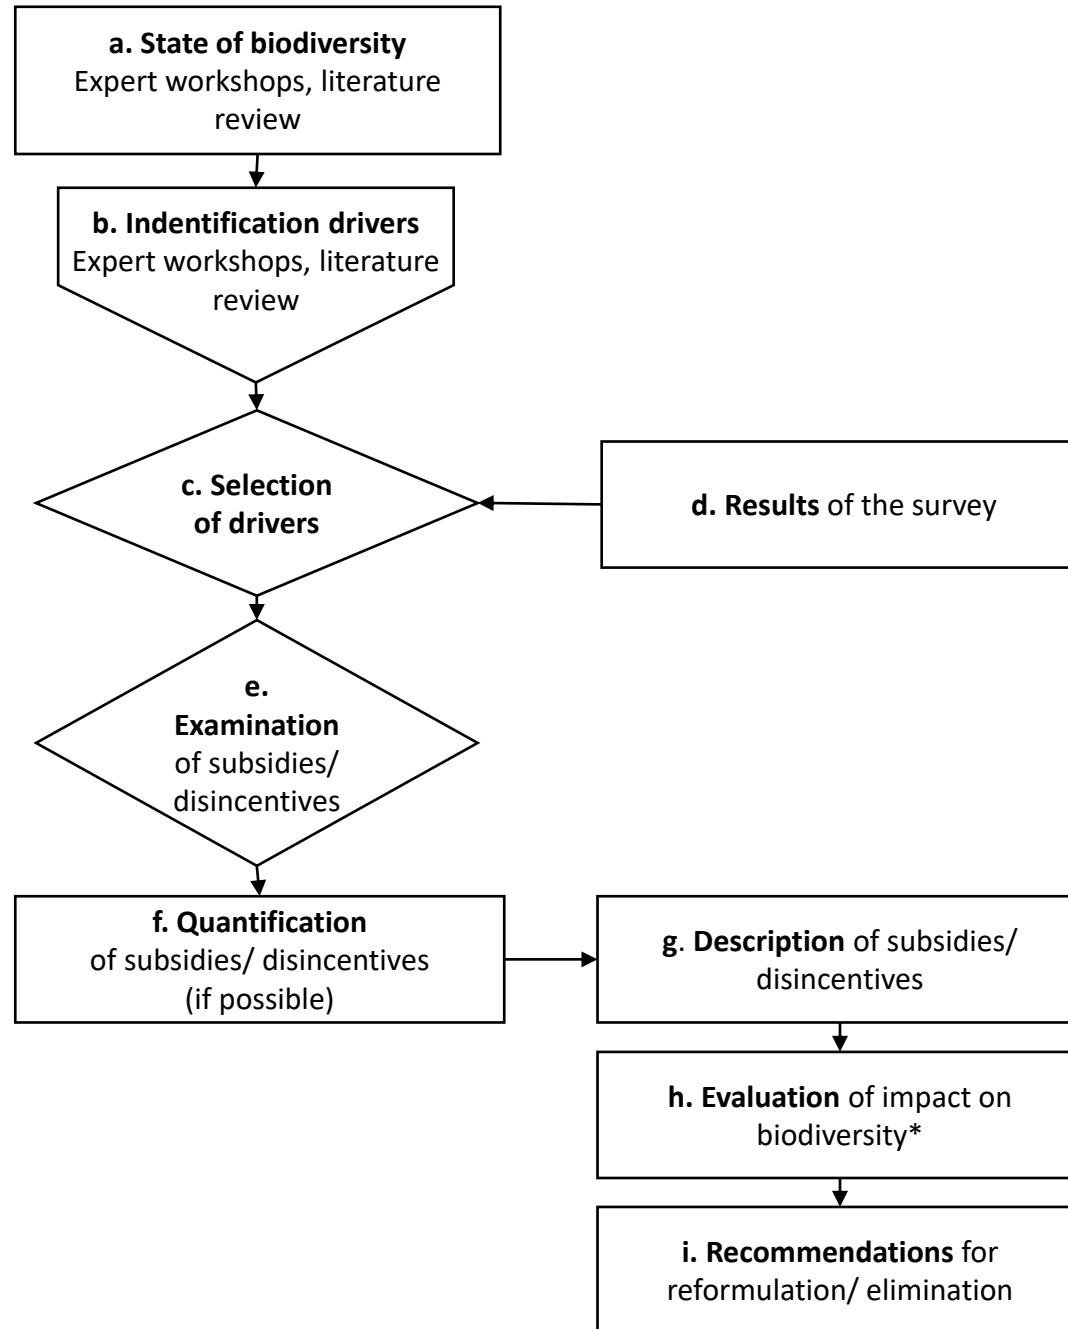 a. State of biodiversity
Expert workshops, literature
review
b. Indentification drivers
Expert workshops, literature
review
c. Selection
of drivers
d. Results of the survey
e.
Examination
of subsidies/
disincentives
f. Quantification
of subsidies/ disincentives
(if possible)
g. Description of subsidies/
disincentives
h. Evaluation of impact on
biodiversity*
i. Recommendations for
reformulation/ elimination